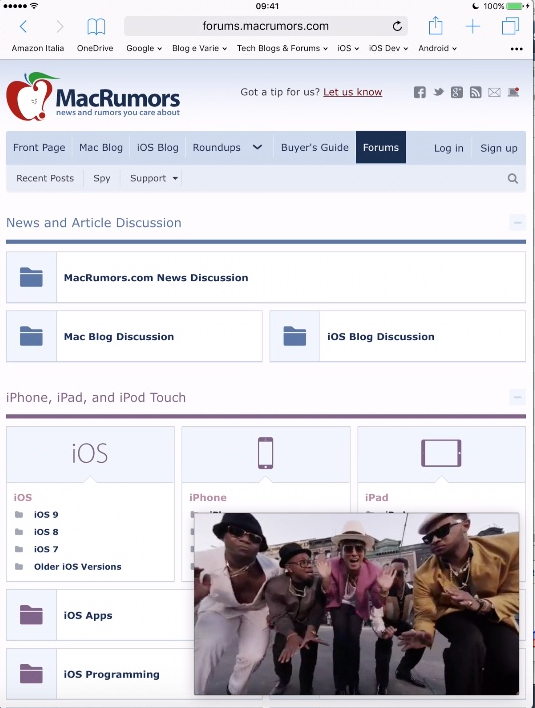 09:41
100%
forums.macrumors.com
Amazon Italia OneDrive Google Blog e Varie Tech Blogs & Forums iOS iOS Dev Android
MacRumors
news and rumors you care about
Got a tip for us? Let us know
Front Page Mac Blog iOS Blog Roundups Buyer's Guide Forums Log in Sign up
Recent Posts Spy Support
News and Article Discussion
MacRumors.com News Discussion
Mac Blog Discussion
iOS Blog Discussion
iPhone, iPad, and iPod Touch
iOS
iOS iPhone iPad
iOS 9
iOS 8
iOS 7
Older iOS Versions
iOS Apps
iOS Programming